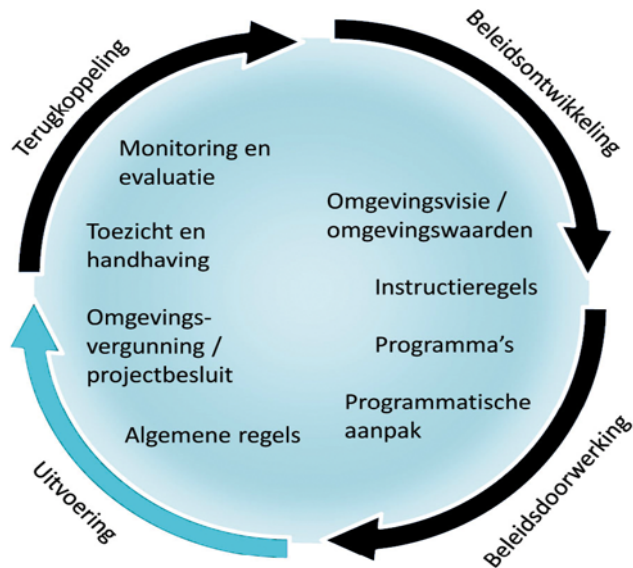 Terugkoppeling
Beleidsontwikkeling
Monitoring en
evaluatie
Omgevingsvisie /
omgevingswaarden
Toezicht en
handhaving
Instructieregels
Omgevings-
vergunning /
projectbesluit
Programma's
Programmatische
aanpak
Algemene regels
Uitvoering
Beleidsdoorwerking